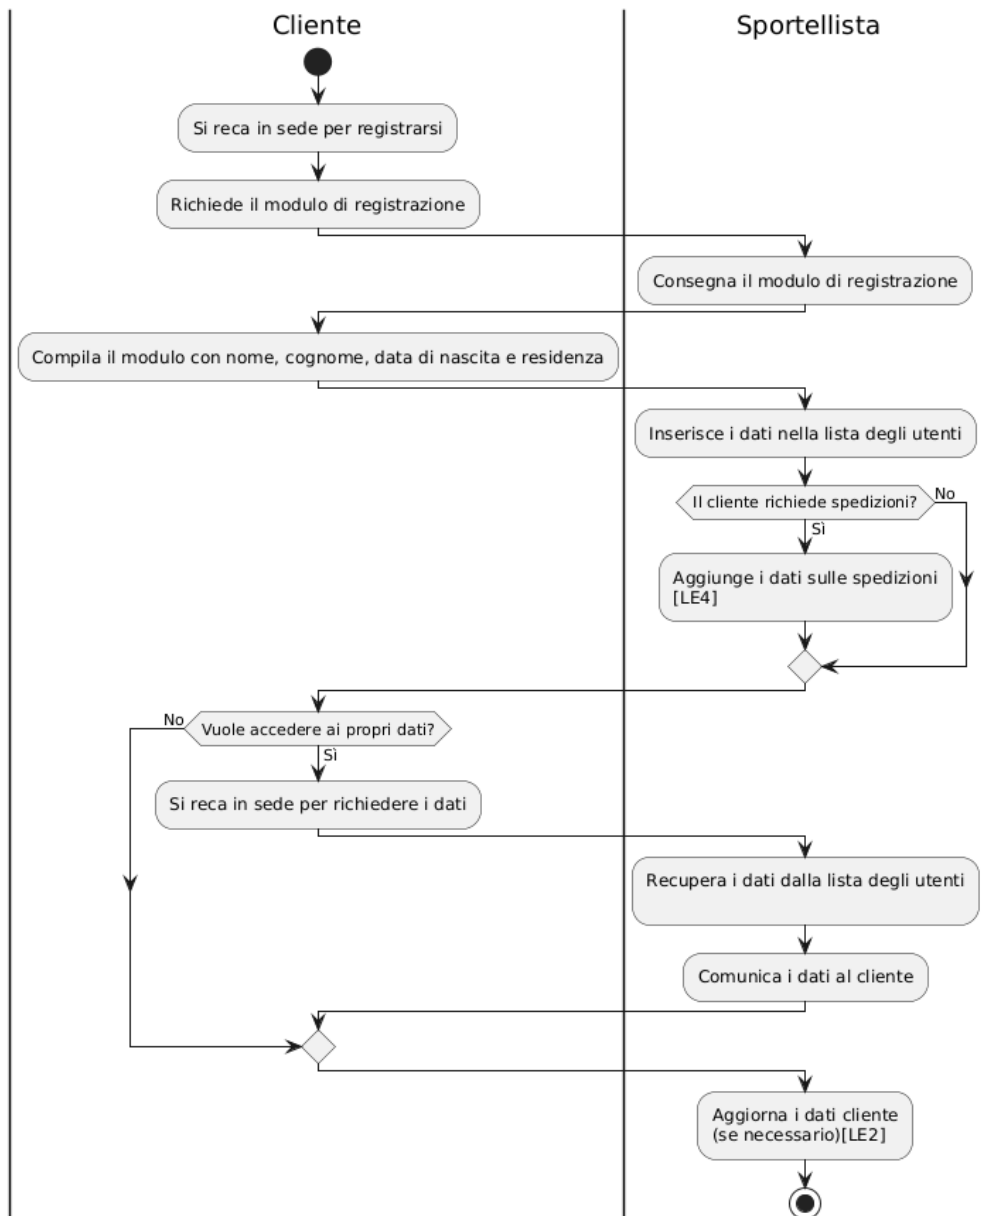 Cliente
Sportellista
Si reca in sede per registrarsi
Richiede il modulo di registrazione
Consegna il modulo di registrazione
Compila il modulo con nome, cognome, data di nascita e residenza
Inserisce i dati nella lista degli utenti
Il cliente richiede spedizioni?
No
Sì
Aggiunge i dati sulle spedizioni
[LE4]
No
Vuole accedere ai propri dati?
Sì
Si reca in sede per richiedere i dati
Recupera i dati dalla lista degli utenti
Comunica i dati al cliente
Aggiorna i dati cliente
(se necessario)[LE2]